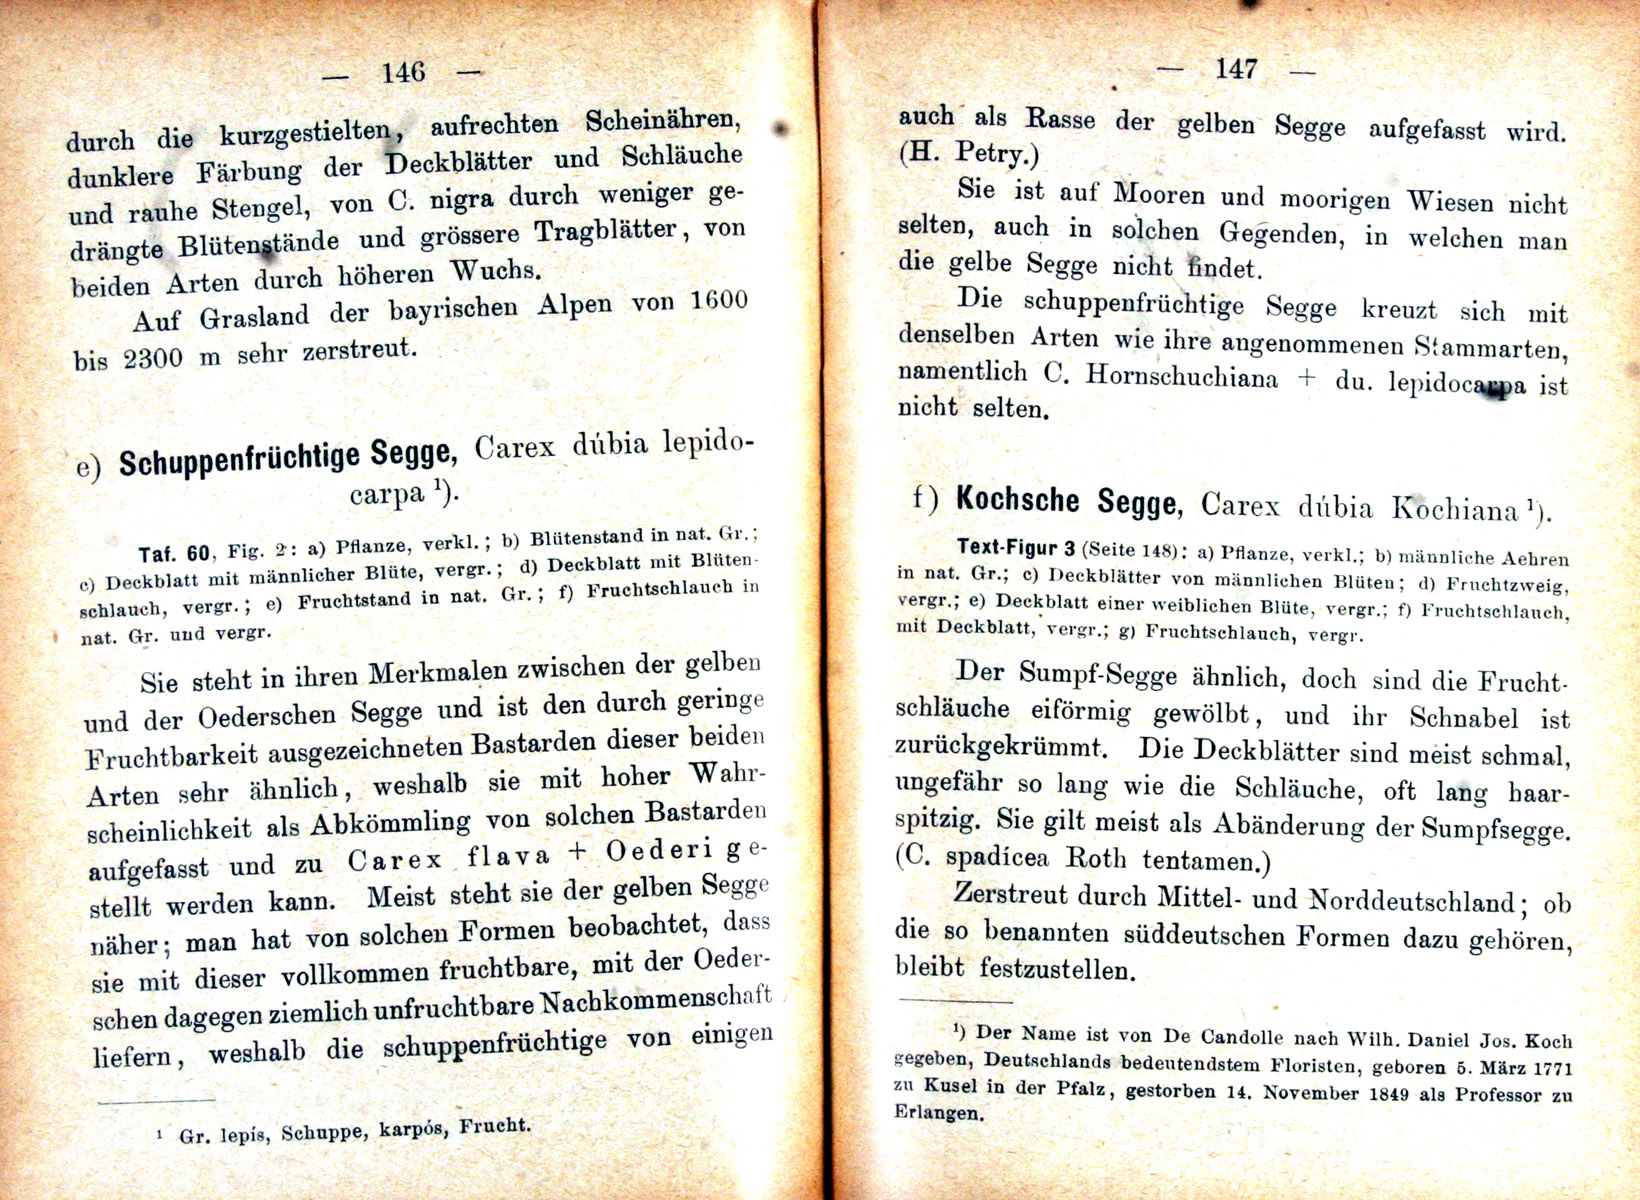 — 146 —
durch die kurzgestielten, aufrechten Scheinähren,
dunklere Färbung der Deckblätter und Schläuche
und rauhe Stengel, von C. nigra durch weniger ge-
drängte Blütenstände und grössere Tragblätter, von
beiden Arten durch höheren Wuchs.
Auf Grasland der bayrischen Alpen von 1600
bis 2300 m sehr zerstreut.
e) Schuppenfrüchtige Segge, Carex dúbia lepido-
carpa ¹).
Taf. 60, Fig. 2: a) Pflanze, verkl.; b) Blütenstand in nat. Gr.;
c) Deckblatt mit männlicher Blüte, vergr.; d) Deckblatt mit Blüten-
schlauch, vergr.; e) Fruchtstand in nat. Gr.; f) Fruchtschlauch in
nat. Gr. und vergr.
Sie steht in ihren Merkmalen zwischen der gelben
und der Oederschen Segge und ist den durch geringe
Fruchtbarkeit ausgezeichneten Bastarden dieser beiden
Arten sehr ähnlich, weshalb sie mit hoher Wahr-
scheinlichkeit als Abkömmling von solchen Bastarden
aufgefasst und zu Carex flava + Oederi ge-
stellt werden kann. Meist steht sie der gelben Segge
näher; man hat von solchen Formen beobachtet, dass
sie mit dieser vollkommen fruchtbare, mit der Oeder-
schen dagegen ziemlich unfruchtbare Nachkommenschaft
liefern, weshalb die schuppenfrüchtige von einigen
¹ Gr. lepís, Schuppe, karpós, Frucht.
— 147 —
auch als Rasse der gelben Segge aufgefasst wird.
(H. Petry.)
Sie ist auf Mooren und moorigen Wiesen nicht
selten, auch in solchen Gegenden, in welchen man
die gelbe Segge nicht findet.
Die schuppenfrüchtige Segge kreuzt sich mit
denselben Arten wie ihre angenommenen Stammarten,
namentlich C. Hornschuchiana + du. lepidocarpa ist
nicht selten.
f) Kochsche Segge, Carex dúbia Kochiana ¹).
Text-Figur 3 (Seite 148): a) Pflanze, verkl.; b) männliche Aehren
in nat. Gr.; c) Deckblätter von männlichen Blüten; d) Fruchtzweig,
vergr.; e) Deckblatt einer weiblichen Blüte, vergr.; f) Fruchtschlauch,
mit Deckblatt, vergr.; g) Fruchtschlauch, vergr.
Der Sumpf-Segge ähnlich, doch sind die Frucht-
schläuche eiförmig gewölbt, und ihr Schnabel ist
zurückgekrümmt. Die Deckblätter sind meist schmal,
ungefähr so lang wie die Schläuche, oft lang haar-
spitzig. Sie gilt meist als Abänderung der Sumpfsegge.
(C. spadícea Roth tentamen.)
Zerstreut durch Mittel- und Norddeutschland; ob
die so benannten süddeutschen Formen dazu gehören,
bleibt festzustellen.
¹) Der Name ist von De Candolle nach Wilh. Daniel Jos. Koch
gegeben, Deutschlands bedeutendstem Floristen, geboren 5. März 1771
zu Kusel in der Pfalz, gestorben 14. November 1849 als Professor zu
Erlangen.